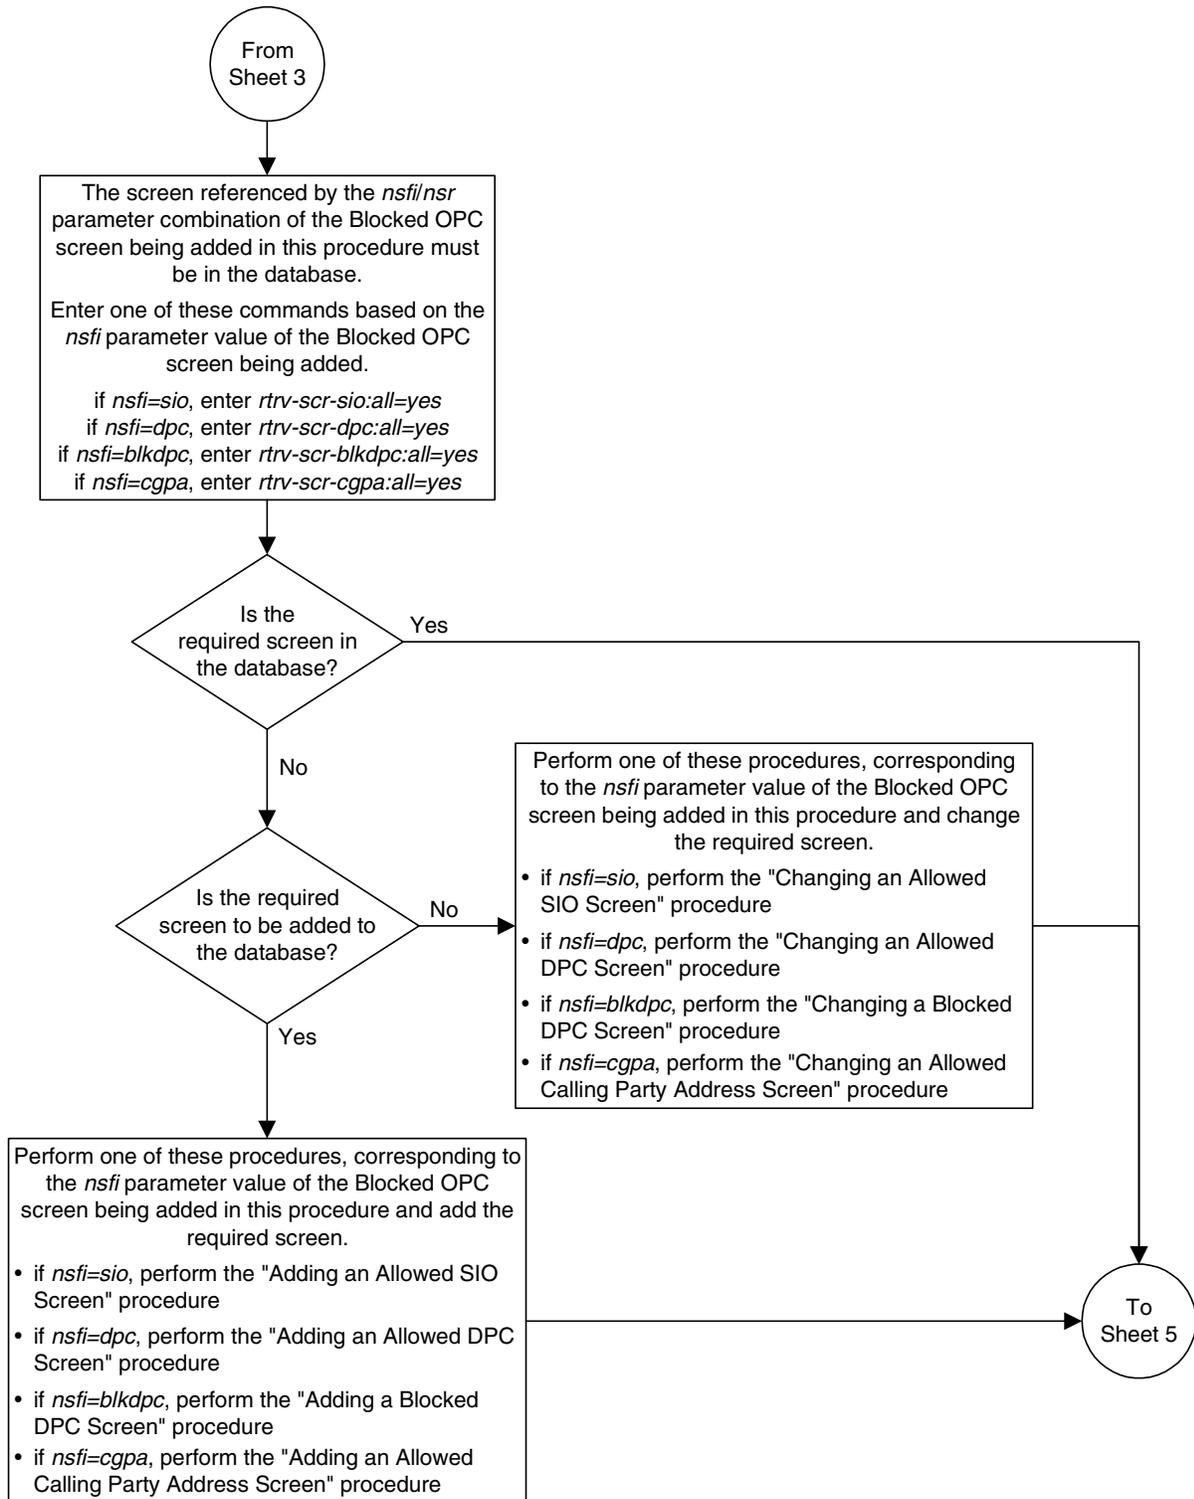 From
Sheet 3
The screen referenced by the nsfi/nsr
parameter combination of the Blocked OPC
screen being added in this procedure must
be in the database.
Enter one of these commands based on the
nsfi parameter value of the Blocked OPC
screen being added.
if nsfi=sio, enter rtrv-scr-sio:all=yes
if nsfi=dpc, enter rtrv-scr-dpc:all=yes
if nsfi=blkdpc, enter rtrv-scr-blkdpc:all=yes
if nsfi=cgpa, enter rtrv-scr-cgpa:all=yes
Is the
required screen in
the database?
Yes
No
Is the required
screen to be added to
the database?
No
Yes
Perform one of these procedures, corresponding
to the nsfi parameter value of the Blocked OPC
screen being added in this procedure and change
the required screen.
• if nsfi=sio, perform the "Changing an Allowed
SIO Screen" procedure
• if nsfi=dpc, perform the "Changing an Allowed
DPC Screen" procedure
• if nsfi=blkdpc, perform the "Changing a Blocked
DPC Screen" procedure
• if nsfi=cgpa, perform the "Changing an Allowed
Calling Party Address Screen" procedure
Perform one of these procedures, corresponding to
the nsfi parameter value of the Blocked OPC
screen being added in this procedure and add the
required screen.
• if nsfi=sio, perform the "Adding an Allowed SIO
Screen" procedure
• if nsfi=dpc, perform the "Adding an Allowed DPC
Screen" procedure
• if nsfi=blkdpc, perform the "Adding a Blocked
DPC Screen" procedure
• if nsfi=cgpa, perform the "Adding an Allowed
Calling Party Address Screen" procedure
To
Sheet 5